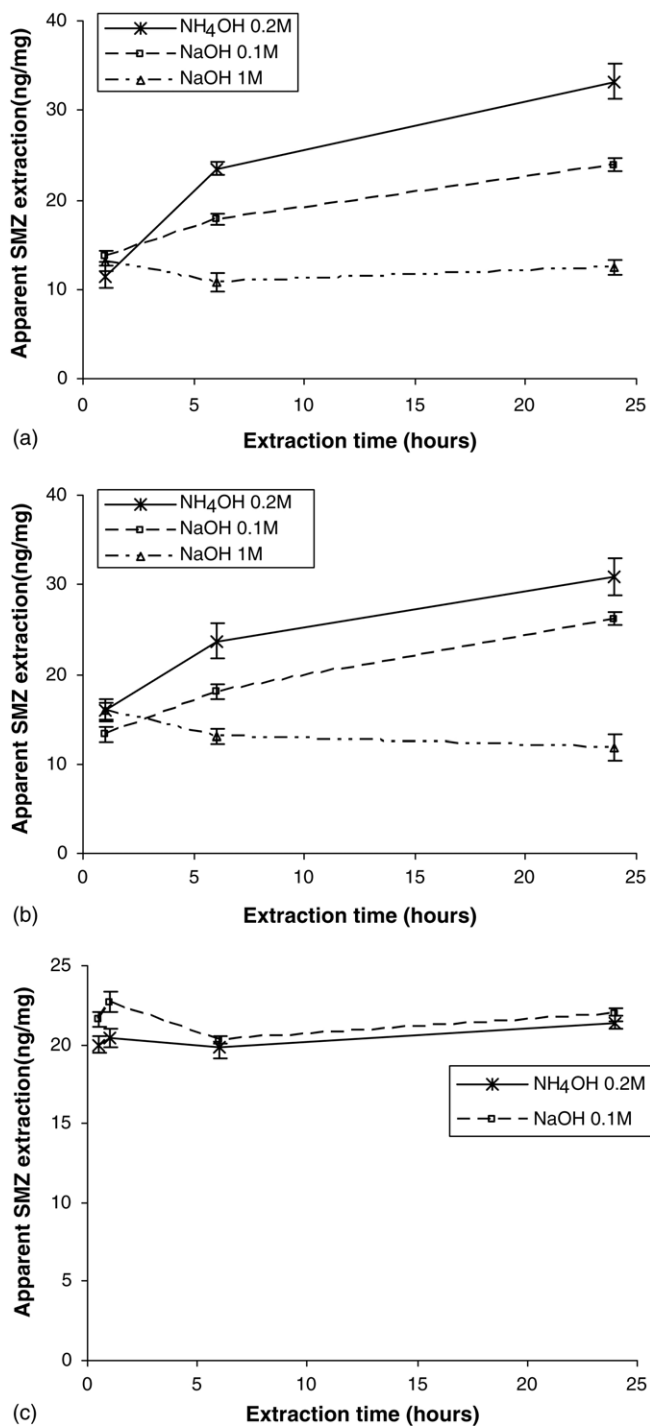 40
NH4OH 0.2M
NaOH 0.1M
NaOH 1M
30
20
10
0
Apparent SMZ extraction(ng/mg)
0 5 10 15 20 25
(a)
Extraction time (hours)
40
NH4OH 0.2M
NaOH 0.1M
NaOH 1M
30
20
10
0
Apparent SMZ extraction(ng/mg)
0 5 10 15 20 25
(b)
Extraction time (hours)
25
20
15
10
5
0
Apparent SMZ extraction(ng/mg)
NH4OH 0.2M
NaOH 0.1M
0 5 10 15 20 25
(c)
Extraction time (hours)